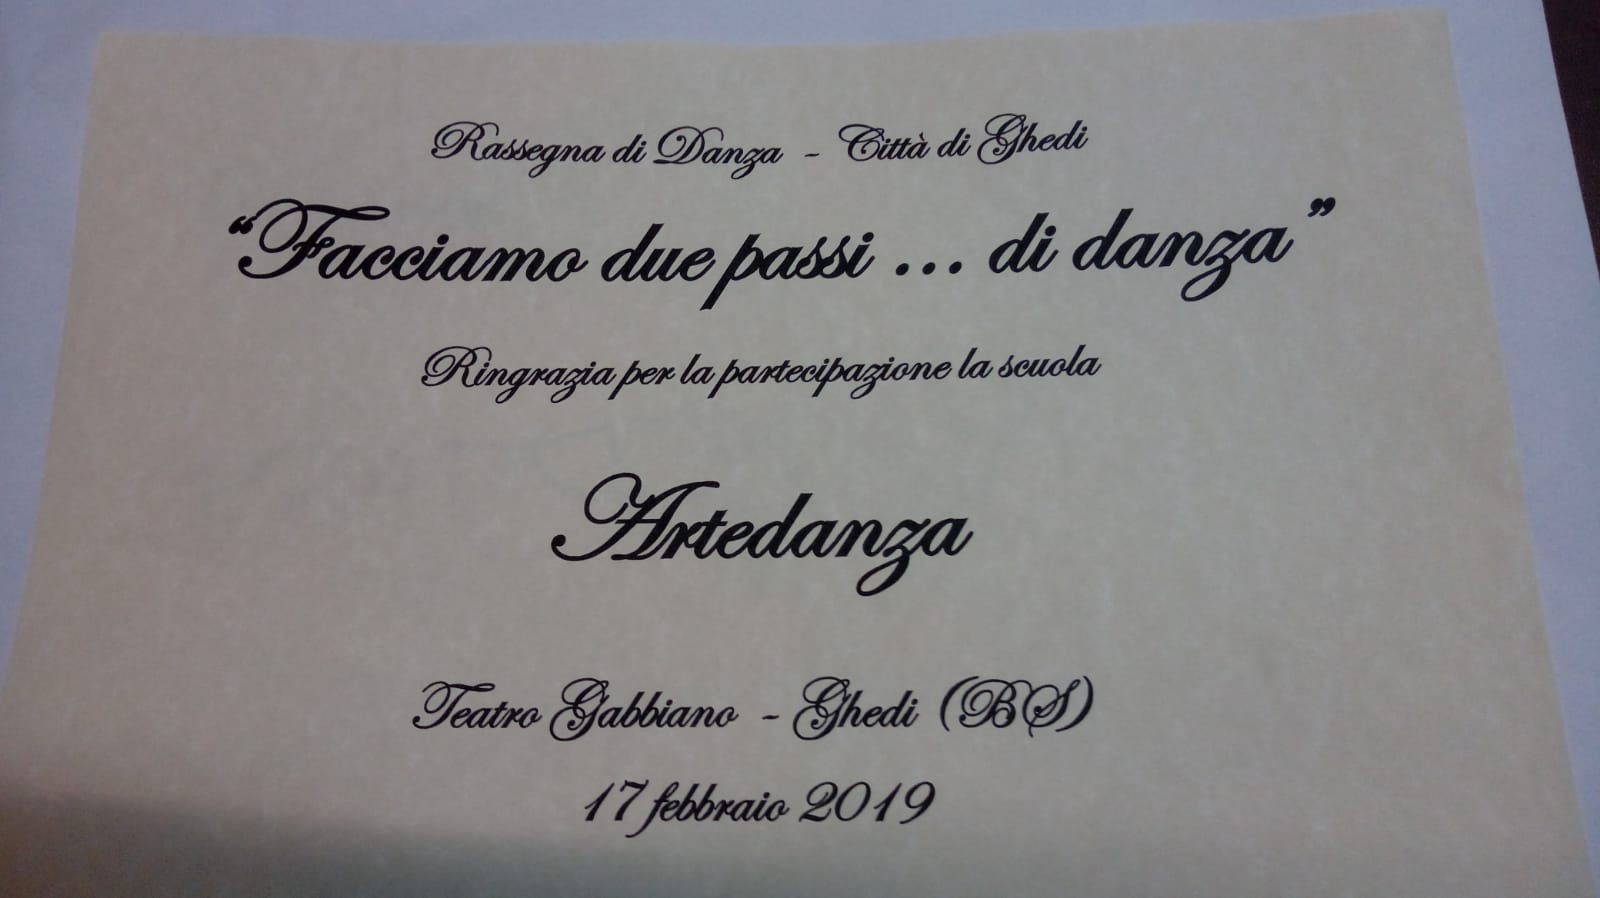 Rassegna di Danza - Città di Ghedi
“Facciamo due passi ... di danza”
Ringrazia per la partecipazione la scuola
Artedanza
Teatro Gabbiano - Ghedi (BS)
17 febbraio 2019